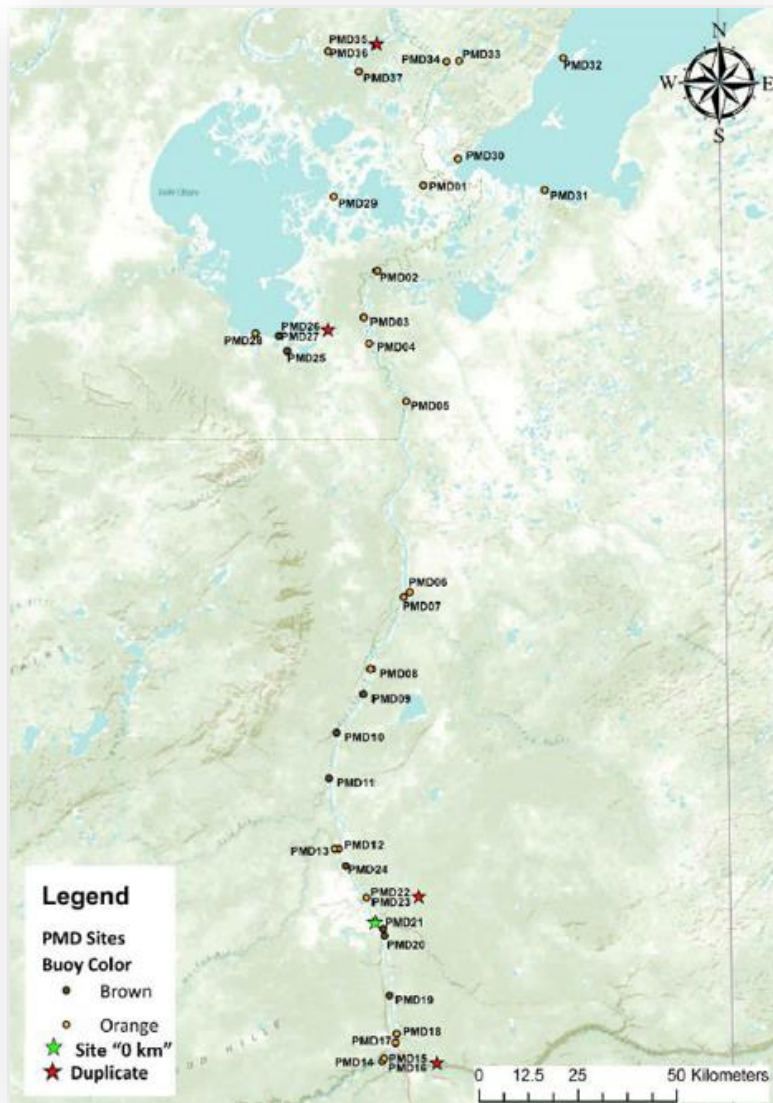 N
W E
S
PMD35
PMD36
PMD37
PMD34 PMD33
PMD32
PMD30
PMD01
PMD31
PMD29
PMD02
PMD03
PMD26
PMD27
PMD28
PMD25
PMD04
PMD05
PMD06
PMD07
PMD08
PMD09
PMD10
PMD11
PMD13 PMD12
PMD24
PMD22
PMD23
PMD21
PMD20
PMD19
PMD18
PMD17
PMD14 PMD15
PMD16
Legend
PMD Sites
Buoy Color
Brown
Orange
Site “0 km”
Duplicate
0 12.5 25 50 Kilometers